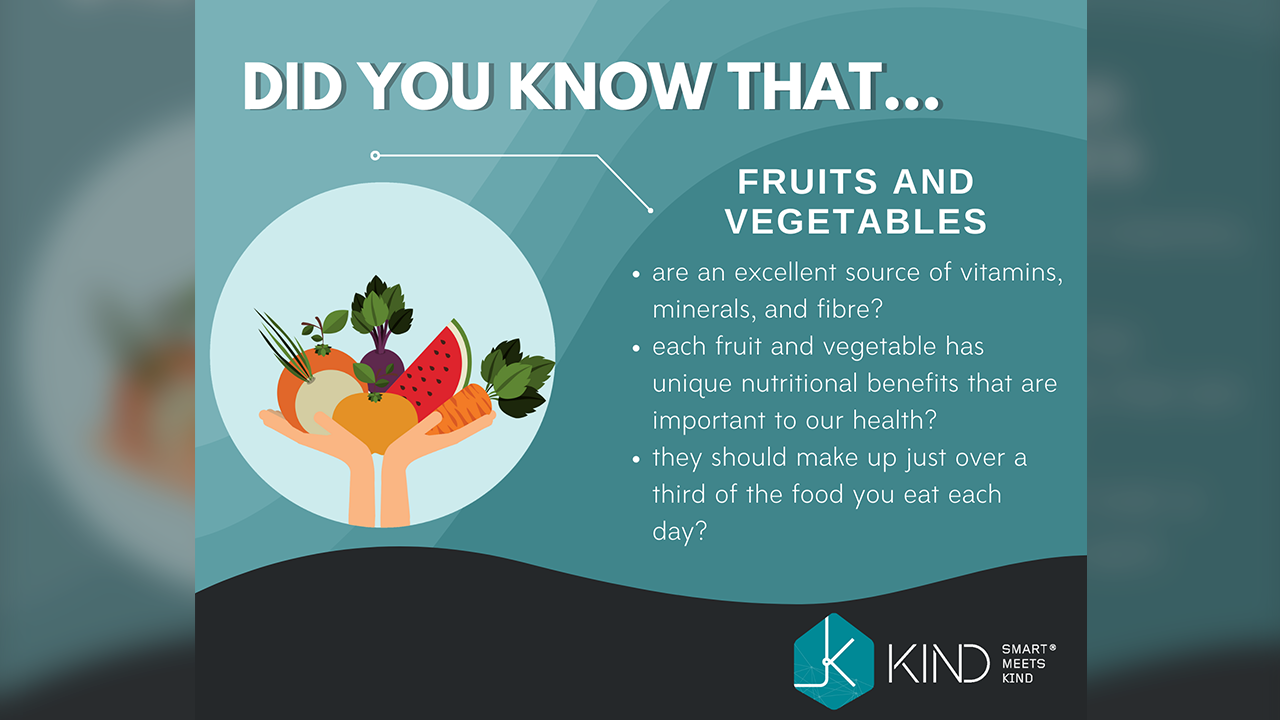 DID YOU KNOW THAT...
FRUITS AND
VEGETABLES
• are an excellent source of vitamins,
minerals, and fibre?
• each fruit and vegetable has
unique nutritional benefits that are
important to our health?
• they should make up just over a
third of the food you eat each
day?
K
KIND
SMART®
MEETS
KIND